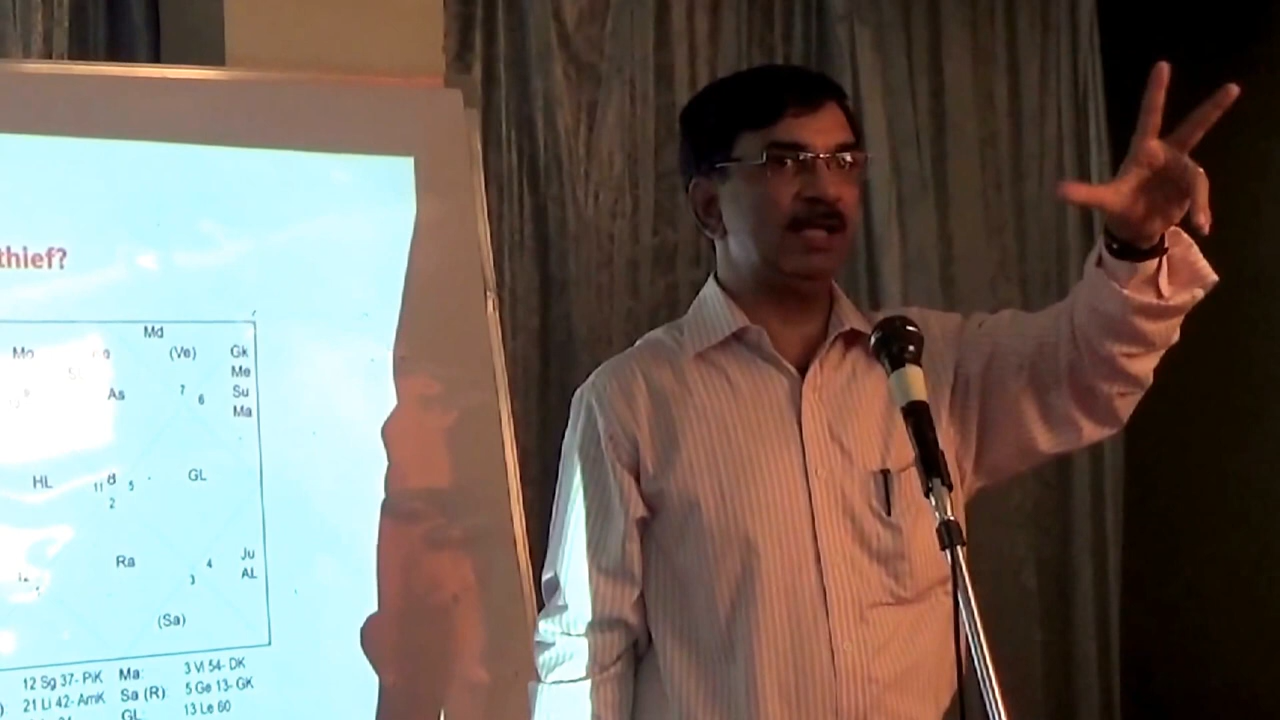 thief?
Md
Mo (Ve) Gk
Me
As 7 6 Su
Ma
HL 11 8 5 GL
2
Ra 4 Ju
3 AL
(Sa)
12 Sg 37- PiK Ma: 3 Vi 54- DK
21 Li 42- AmK Sa (R) 5 Ge 13- GK
GL 13 Le 60